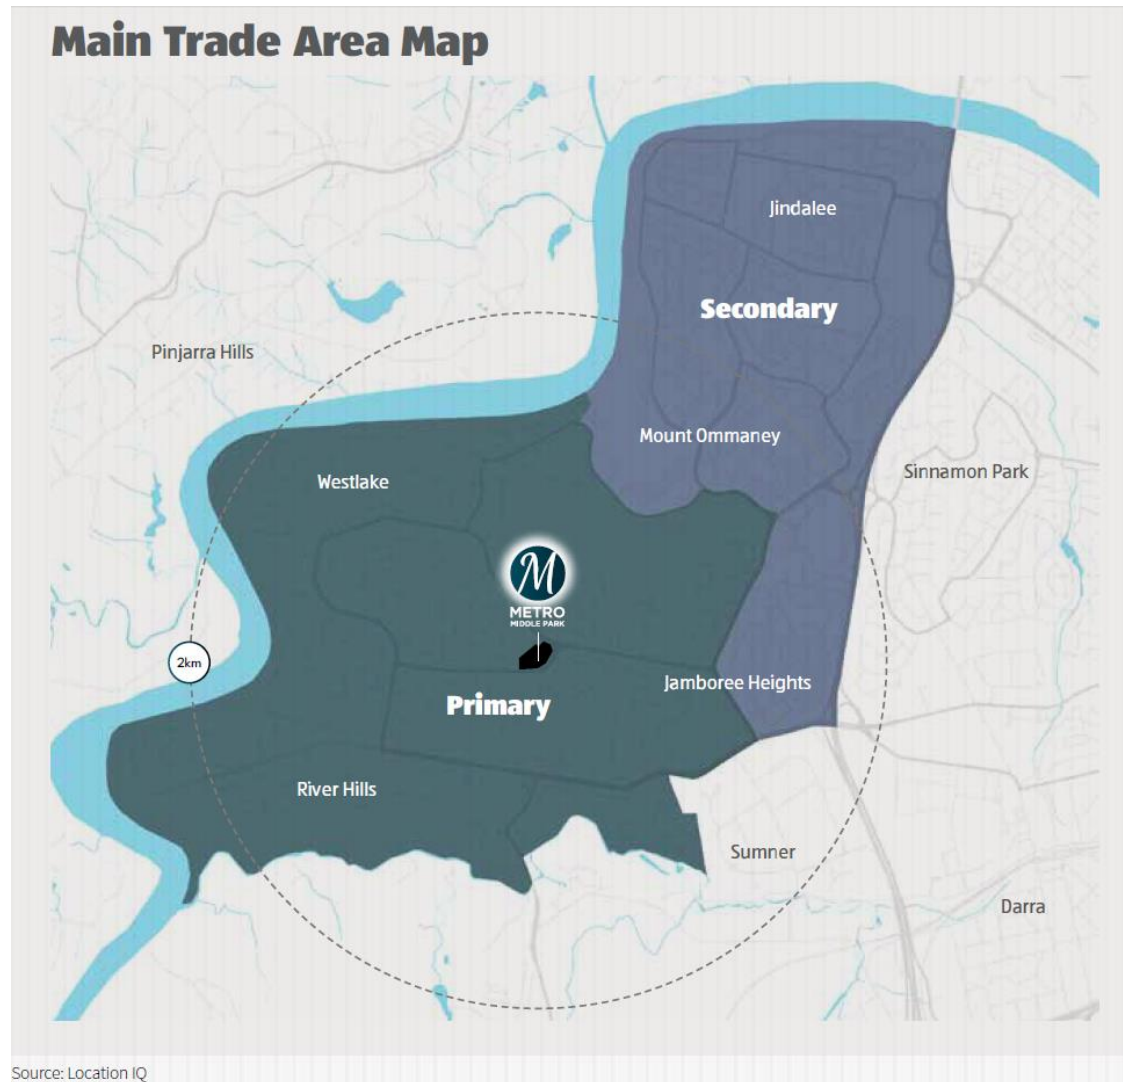 Main Trade Area Map
Jindalee
Secondary
Pinjarra Hills
Mount Ommaney
Sinnamon Park
Westlake
M
METRO
MIDDLE PARK
2km
Jamboree Heights
Primary
River Hills
Sumner
Darra
Source: Location IQ